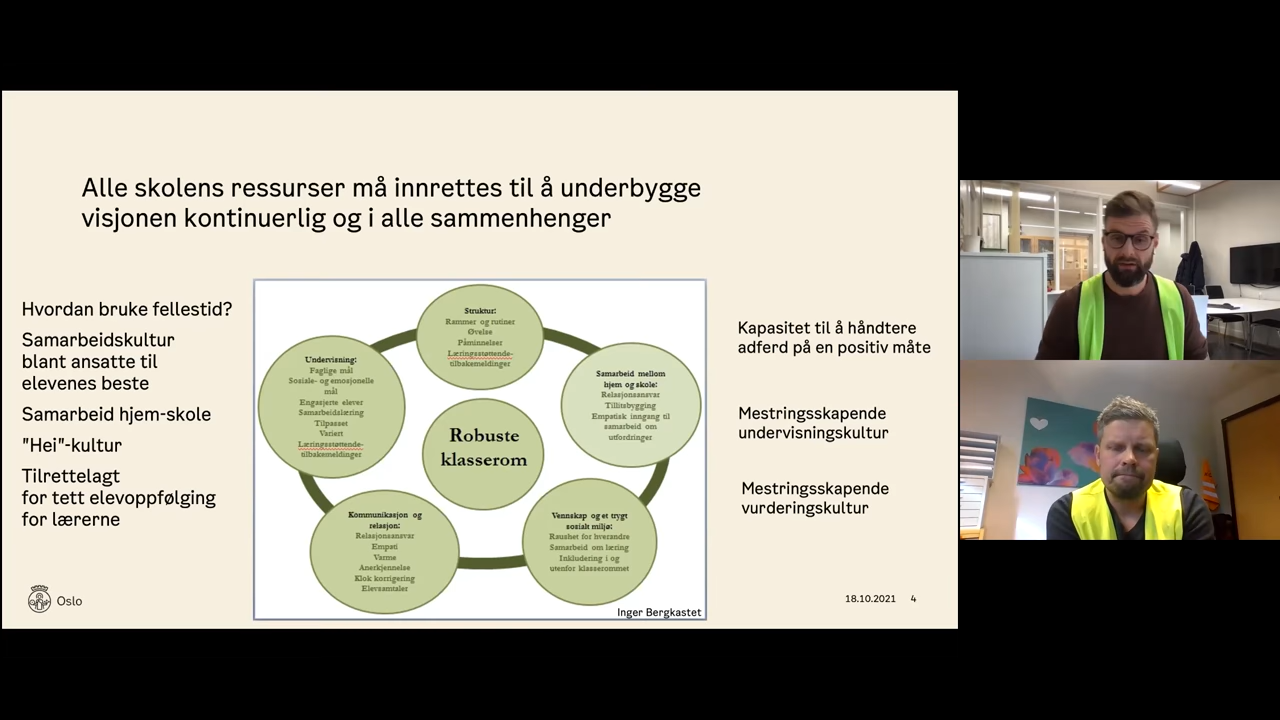 Alle skolens ressurser må innrettes til å underbygge
visjonen kontinuerlig og i alle sammenhenger
Hvordan bruke fellestid?
Samarbeidskultur
blant ansatte til
elevenes beste
Samarbeid hjem-skole
"Hei"-kultur
Tilrettelagt
for tett elevoppfølging
for lærerne
Struktur:
Rammer og rutiner
Øvelse
Påminnelser
Læringsstøttende-
tilbakemeldinger
Undervisning:
Faglige mål
Sosiale- og emosjonelle
mål
Engasjerte elever
Samarbeidslæring
Tilpasset
Variert
Læringsstøttende-
tilbakemeldinger
Samarbeid mellom
hjem og skole:
Relasjonsansvar
Tillitsbygging
Empatisk inngang til
samarbeid om
utfordringer
Robuste
klasserom
Kommunikasjon og
relasjon:
Relasjonsansvar
Empati
Varme
Anerkjennelse
Klok korrigering
Elevsamtaler
Vennskap og et trygt
sosialt miljø:
Raushet for hverandre
Samarbeid om læring
Inkludering i og
utenfor klasserommet
Inger Bergkastet
Kapasitet til å håndtere
adferd på en positiv måte
Mestringsskapende
undervisningskultur
Mestringsskapende
vurderingskultur
Oslo
18.10.2021 4